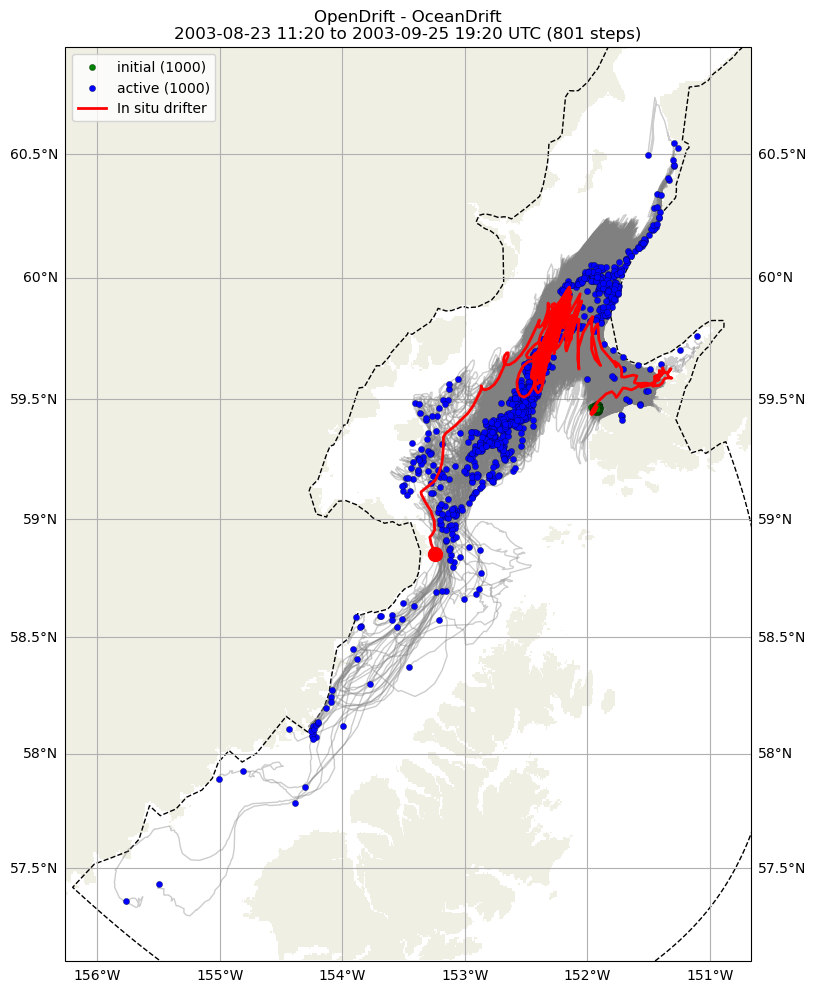 OpenDrift - OceanDrift
2003-08-23 11:20 to 2003-09-25 19:20 UTC (801 steps)
initial (1000)
active (1000)
In situ drifter
60.5°N
60.5°N
60°N
60°N
59.5°N
59.5°N
59°N
59°N
58.5°N
58.5°N
58°N
58°N
57.5°N
57.5°N
156°W
155°W
154°W
153°W
152°W
151°W